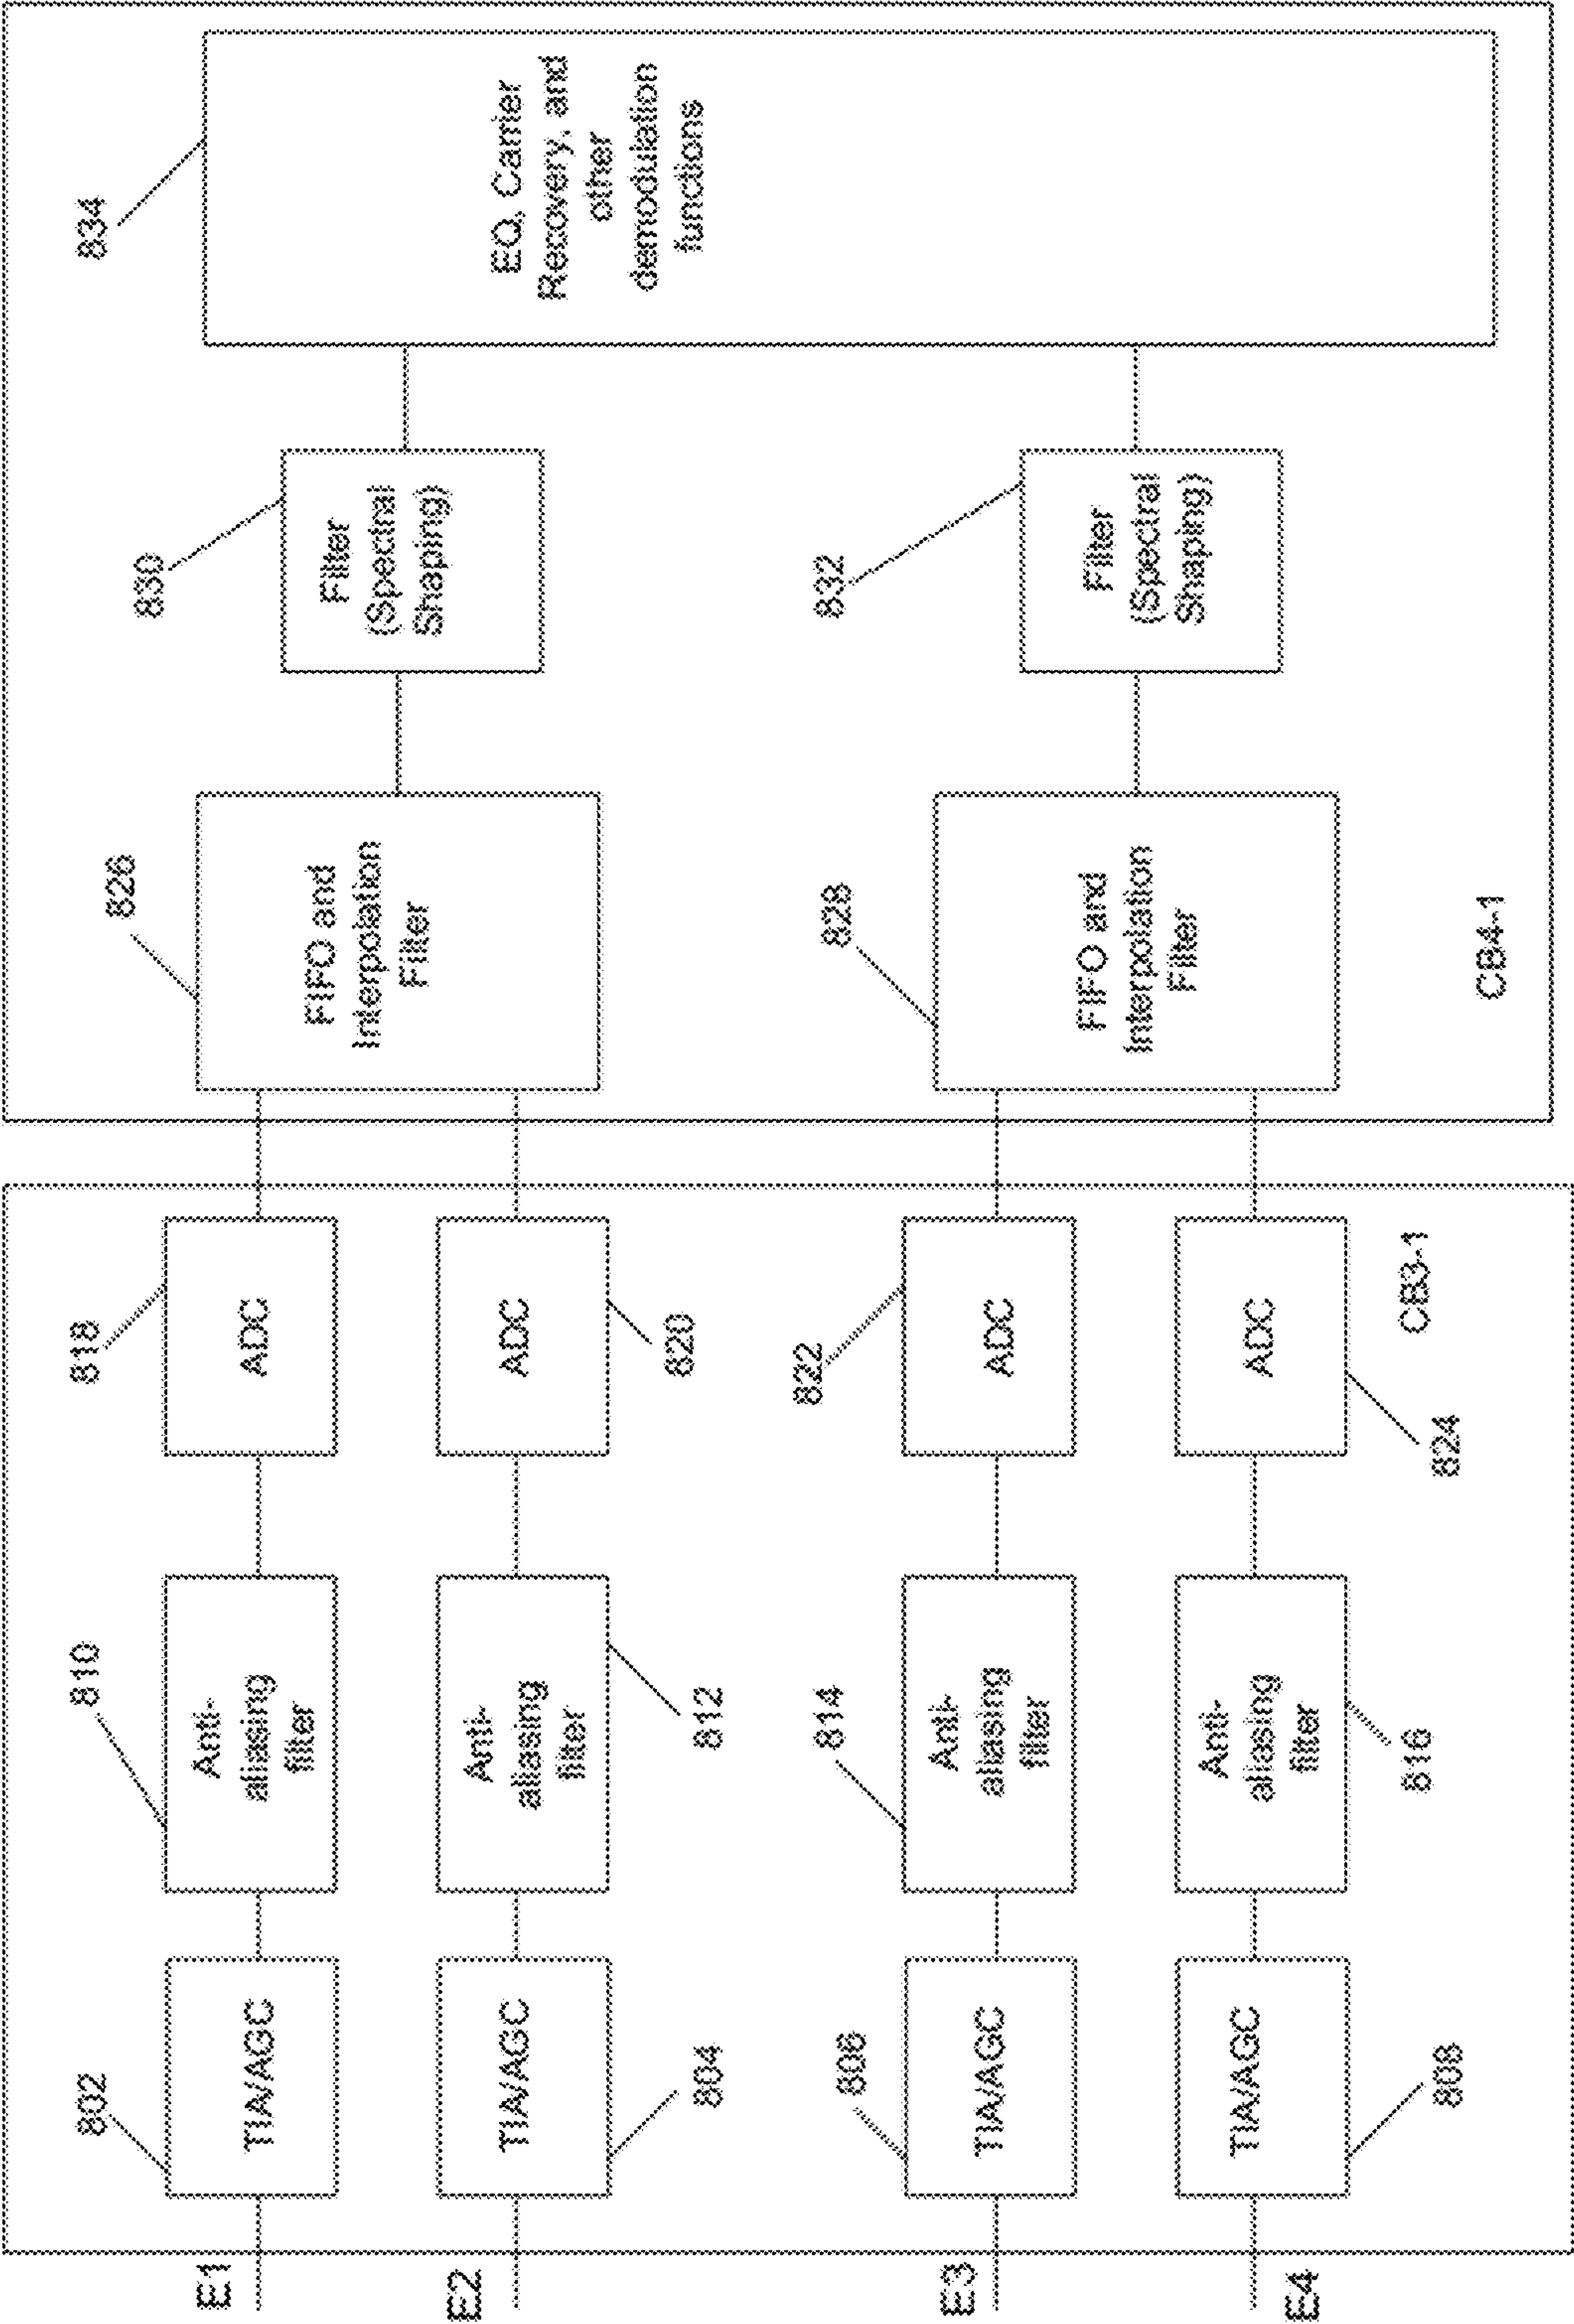 E1
802
TIA/AGC
810
Anti-
aliasing
filter
818
ADC
826
FIFO and
Interpolation
Filter
830
Filter
(Spectral
Shaping)
834
EQ, Carrier
Recovery, and
other
demodulation
functions
E2
TIA/AGC
804
Anti-
aliasing
filter
812
ADC
820
E3
806
TIA/AGC
814
Anti-
aliasing
filter
822
ADC
828
FIFO and
Interpolation
Filter
832
Filter
(Spectral
Shaping)
E4
TIA/AGC
808
Anti-
aliasing
filter
816
ADC
824
CB3-1
CB4-1